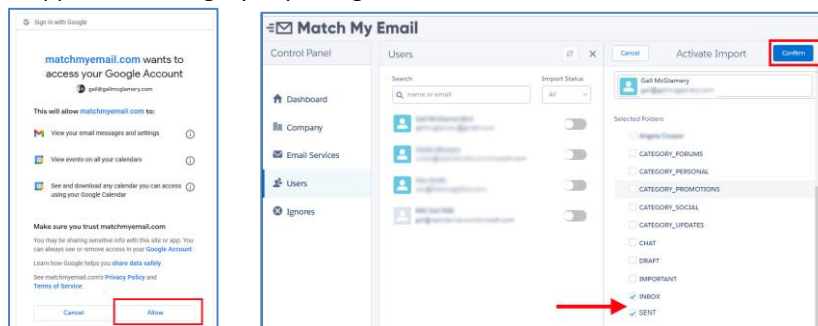 Sign in with Google
matchmyemail.com wants to
access your Google Account
gail@gailmcglamery.com
This will allow matchmyemail.com to:
View your email messages and settings
View events on all your calendars
See and download any calendar you can access
using your Google Calendar
Make sure you trust matchmyemail.com
You may be sharing sensitive info with this site or app. You
can always see or remove access in your Google Account.
Learn how Google helps you share data safely.
See matchmyemail.com's Privacy Policy and
Terms of Service.
Cancel
Allow
Match My Email
Control Panel
Dashboard
Company
Email Services
Users
Ignores
Users
Search
Import Status
name or email
All
Cancel
Activate Import
Confirm
Gail McGlamery
Selected Folders
CATEGORY_FORUMS
CATEGORY_PERSONAL
CATEGORY_PROMOTIONS
CATEGORY_SOCIAL
CATEGORY_UPDATES
CHAT
DRAFT
IMPORTANT
INBOX
SENT